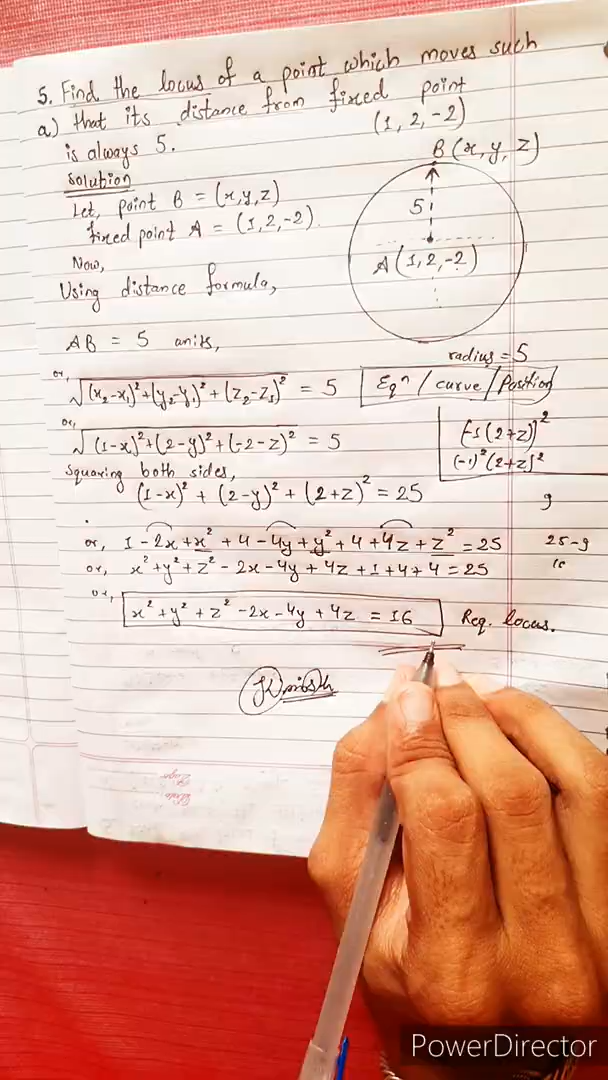 5. Find the locus of a point which moves such
a) that its distance from fixed point
(1, 2, -2)
is always 5.
Solution
Let, point B = (x,y,z)
fixed point A = (1,2,-2).
Now,
Using distance formula,
B (x, y, z)
5
A (1, 2, -2)
radius = 5
AB = 5 units,
or, √(x₂-x₁)²+(y₂-y₁)²+(z₂-z₁)² = 5
Eqⁿ / curve / Position
or, √(1-x)²+(2-y)²+(-2-z)² = 5
{-1(2+z)}²
(-1)²(2+z)²
Squaring both sides,
(1-x)² + (2-y)² + (2+z)² = 25
9
or, 1 - 2x + x² + 4 - 4y + y² + 4 + 4z + z² = 25
25-9
16
or, x² + y² + z² - 2x - 4y + 4z + 1 + 4 + 4 = 25
or, x² + y² + z² - 2x - 4y + 4z = 16
Req. locus.
PowerDirector